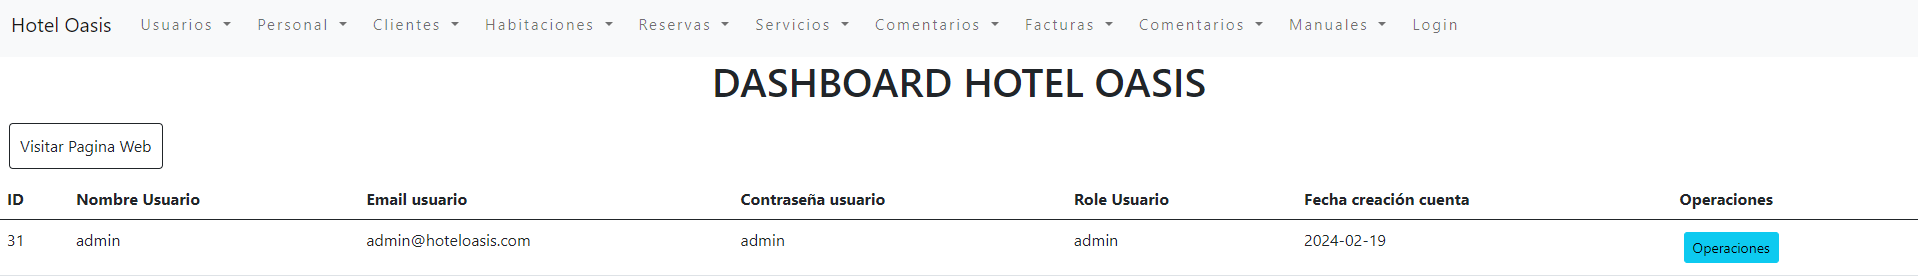 Hotel Oasis Usuarios Personal Clientes Habitaciones Reservas Servicios Comentarios Facturas Comentarios Manuales Login
DASHBOARD HOTEL OASIS
Visitar Pagina Web
ID Nombre Usuario Email usuario Contraseña usuario Role Usuario Fecha creación cuenta Operaciones
31 admin admin@hoteloasis.com admin admin 2024-02-19 Operaciones